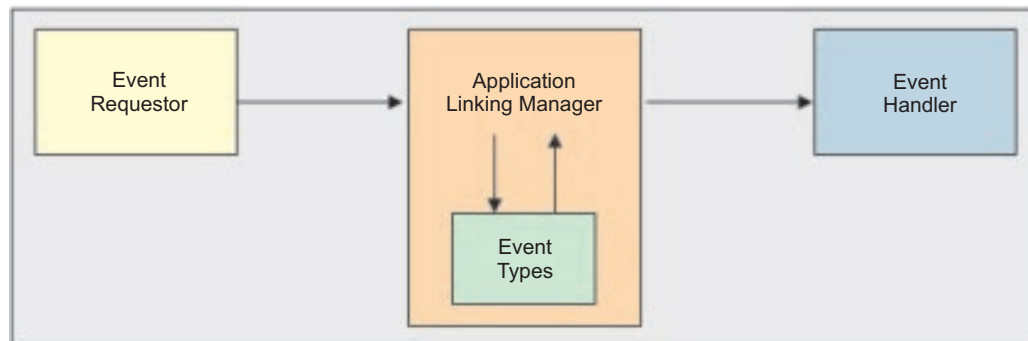 Event
Requestor
Application
Linking Manager
Event
Handler
Event
Types